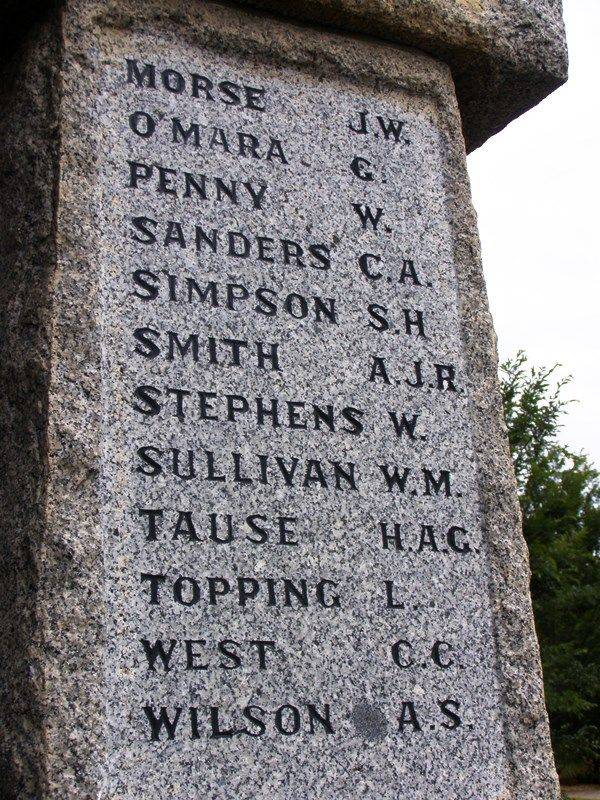 MORSE J.W.
O'MARA G.
PENNY W.
SANDERS C.A.
SIMPSON S.H
SMITH A.J.R.
STEPHENS W.
SULLIVAN W.M.
TAUSE H.A.G.
TOPPING L.
WEST C.C.
WILSON A.S.